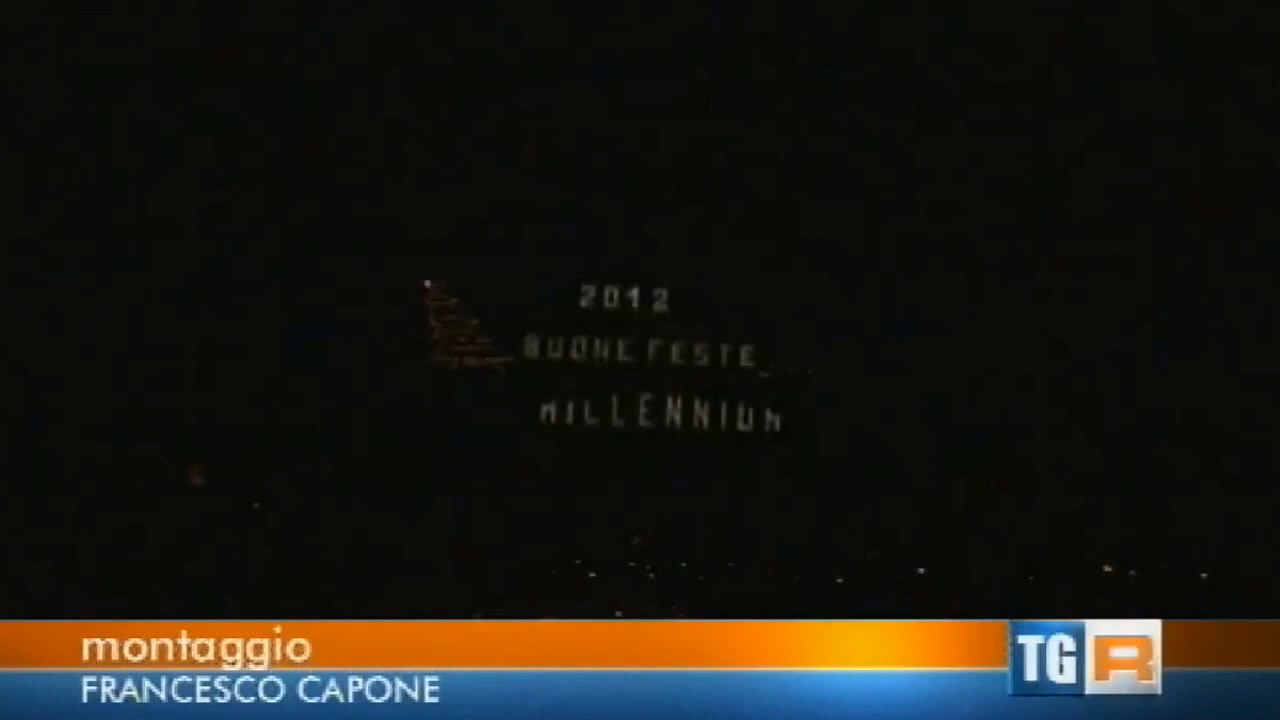 2012
BUONE FESTE
MILLENNIUM
montaggio
FRANCESCO CAPONE
TGR